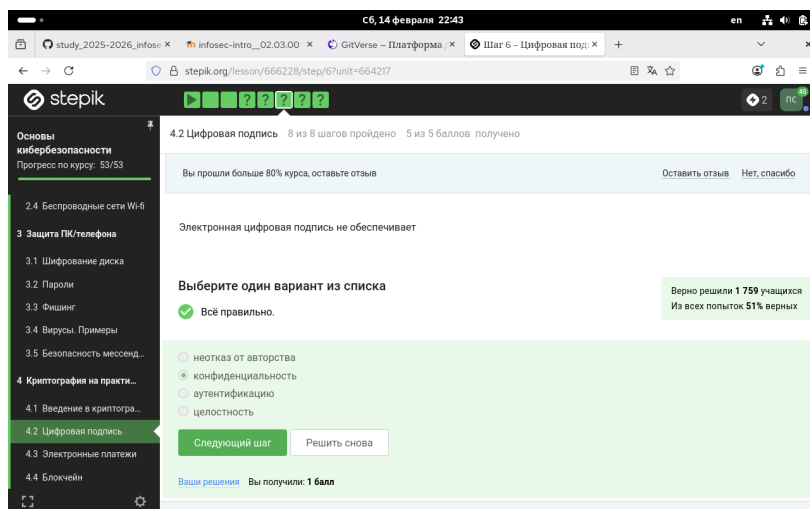 Сб, 14 февраля 22:43
en
study_2025-2026_infose
infosec-intro__02.03.00
GitVerse – Платформа
Шаг 6 – Цифровая под
stepik.org/lesson/666228/step/6?unit=664217
stepik
? ? ? ? ?
2
ПС
45
Основы кибербезопасности
Прогресс по курсу: 53/53
2.4 Беспроводные сети Wi-fi
3 Защита ПК/телефона
3.1 Шифрование диска
3.2 Пароли
3.3 Фишинг
3.4 Вирусы. Примеры
3.5 Безопасность мессенд...
4 Криптография на практи...
4.1 Введение в криптогра...
4.2 Цифровая подпись
4.3 Электронные платежи
4.4 Блокчейн
4.2 Цифровая подпись 8 из 8 шагов пройдено 5 из 5 баллов получено
Вы прошли больше 80% курса, оставьте отзыв
Оставить отзыв
Нет, спасибо
Электронная цифровая подпись не обеспечивает
Выберите один вариант из списка
Всё правильно.
Верно решили 1 759 учащихся
Из всех попыток 51% верных
неотказ от авторства
конфиденциальность
аутентификацию
целостность
Следующий шаг
Решить снова
Ваши решения Вы получили: 1 балл